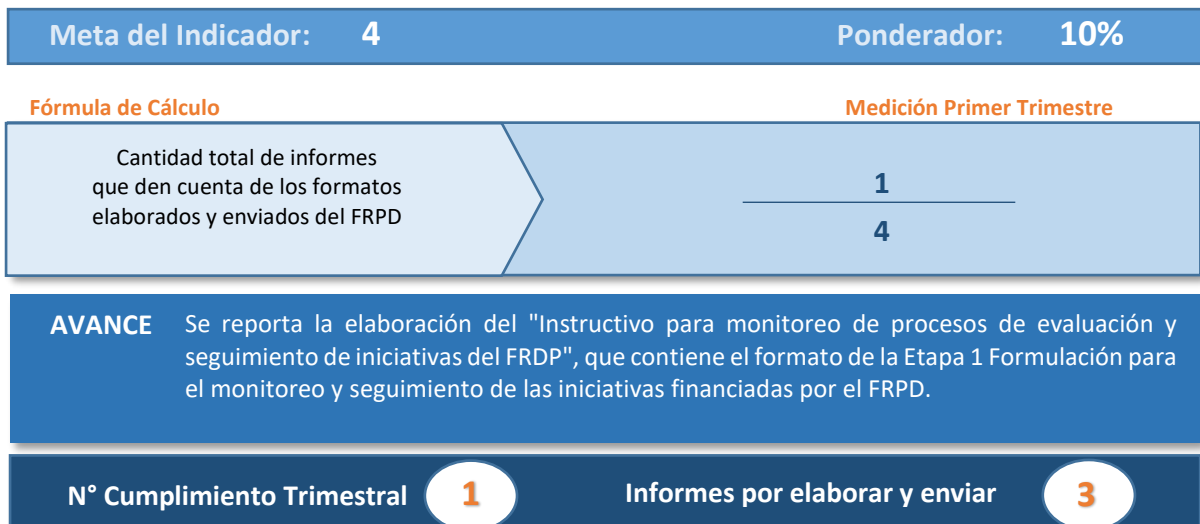 Meta del Indicador: 4 Ponderador: 10%
Fórmula de Cálculo Medición Primer Trimestre
Cantidad total de informes
que den cuenta de los formatos
elaborados y enviados del FRPD
1
4
AVANCE Se reporta la elaboración del "Instructivo para monitoreo de procesos de evaluación y
seguimiento de iniciativas del FRDP", que contiene el formato de la Etapa 1 Formulación para
el monitoreo y seguimiento de las iniciativas financiadas por el FRPD.
N° Cumplimiento Trimestral 1 Informes por elaborar y enviar 3